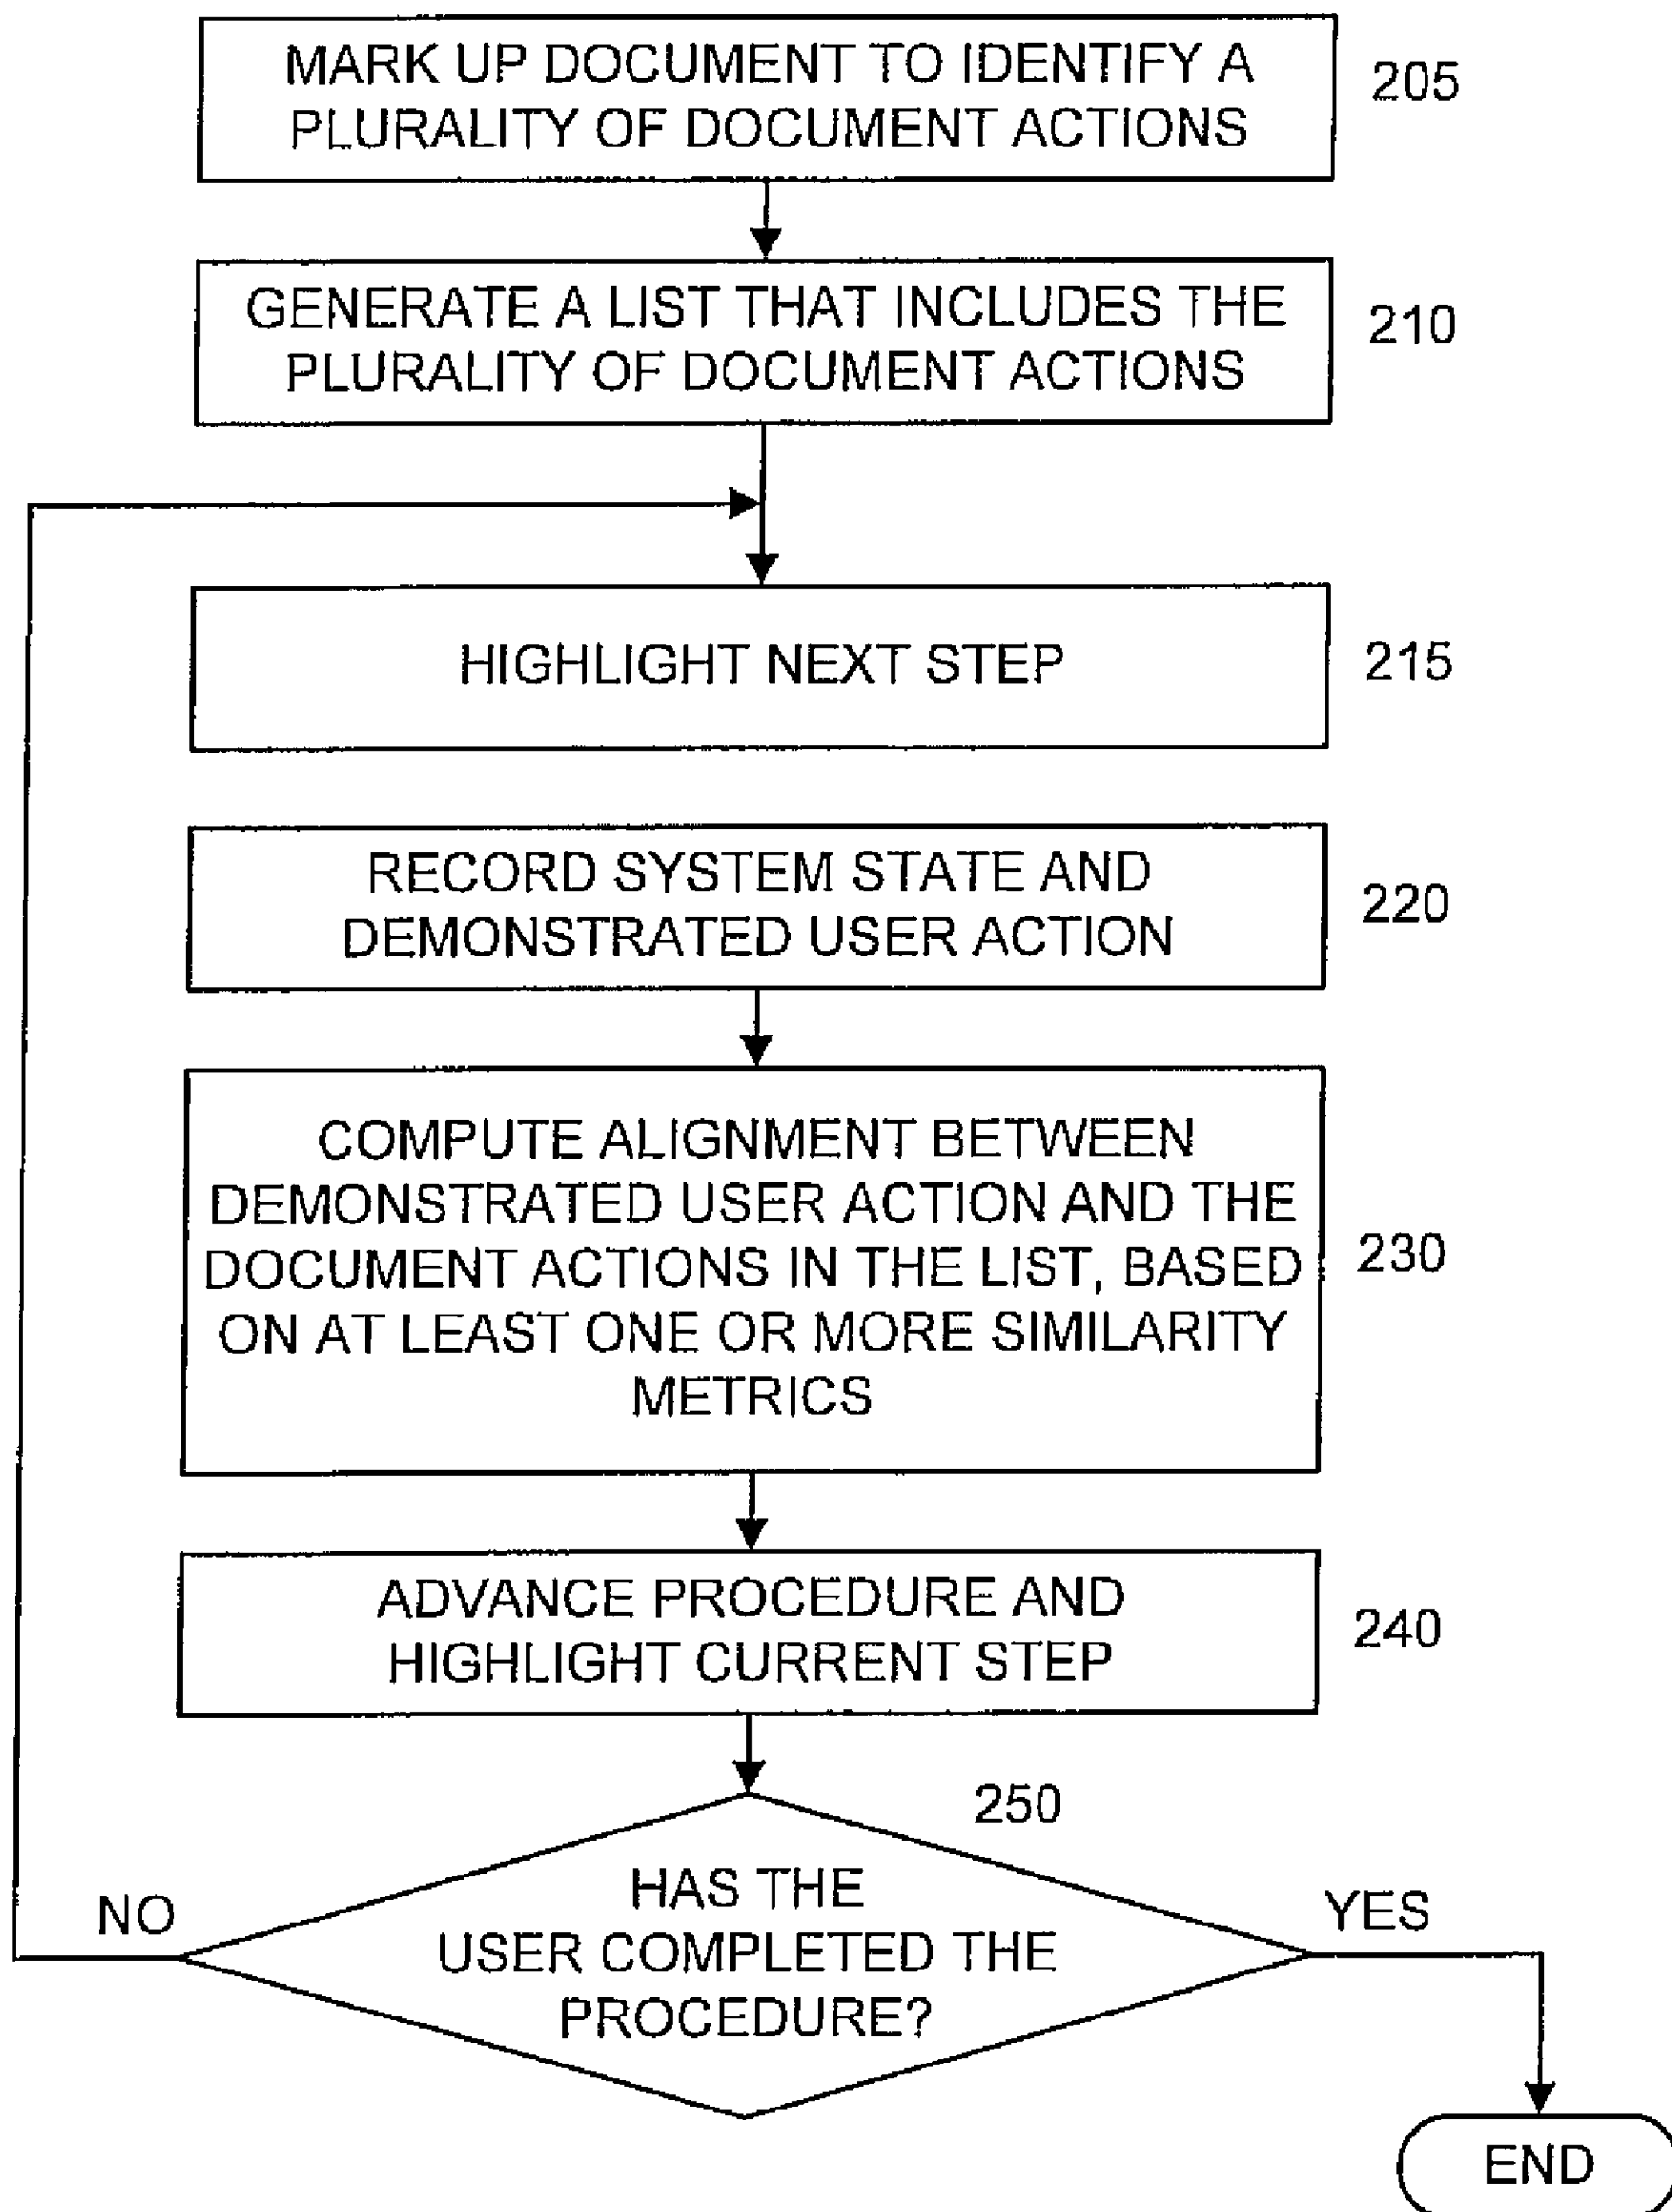 MARK UP DOCUMENT TO IDENTIFY A
PLURALITY OF DOCUMENT ACTIONS
205
GENERATE A LIST THAT INCLUDES THE
PLURALITY OF DOCUMENT ACTIONS
210
HIGHLIGHT NEXT STEP
215
RECORD SYSTEM STATE AND
DEMONSTRATED USER ACTION
220
COMPUTE ALIGNMENT BETWEEN
DEMONSTRATED USER ACTION AND THE
DOCUMENT ACTIONS IN THE LIST, BASED
ON AT LEAST ONE OR MORE SIMILARITY
METRICS
230
ADVANCE PROCEDURE AND
HIGHLIGHT CURRENT STEP
240
250
HAS THE
USER COMPLETED THE
PROCEDURE?
NO
YES
END